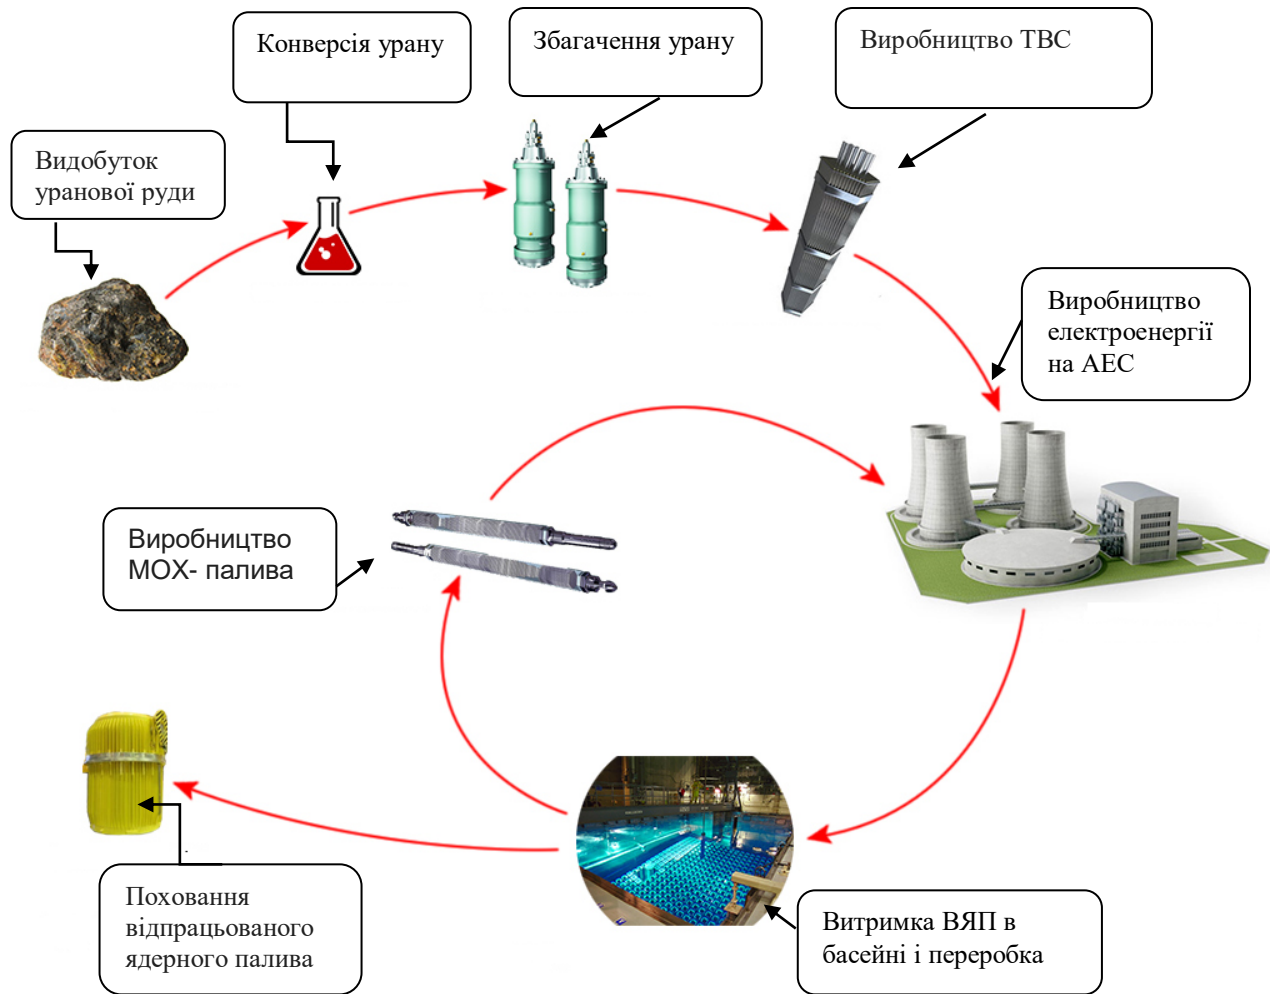 Конверсія урану
Збагачення урану
Виробництво ТВС
Видобуток
уранової руди
Виробництво
електроенергії
на АЕС
Виробництво
МОХ- палива
Поховання
відпрацьованого
ядерного палива
Витримка ВЯП в
басейні і переробка